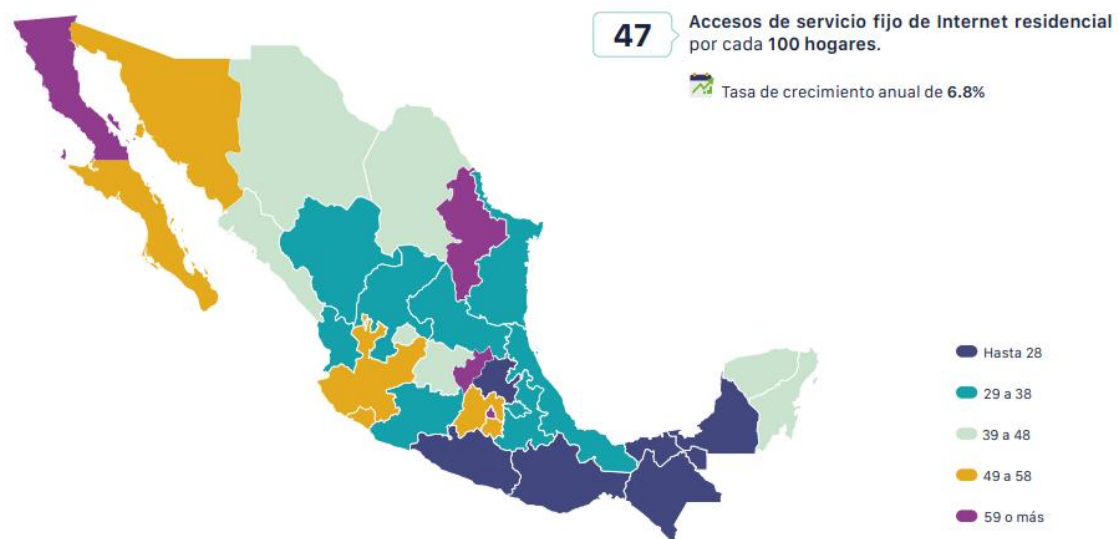 47
Accesos de servicio fijo de Internet residencial
por cada 100 hogares.
Tasa de crecimiento anual de 6.8%
Hasta 28
29 a 38
39 a 48
49 a 58
59 o más